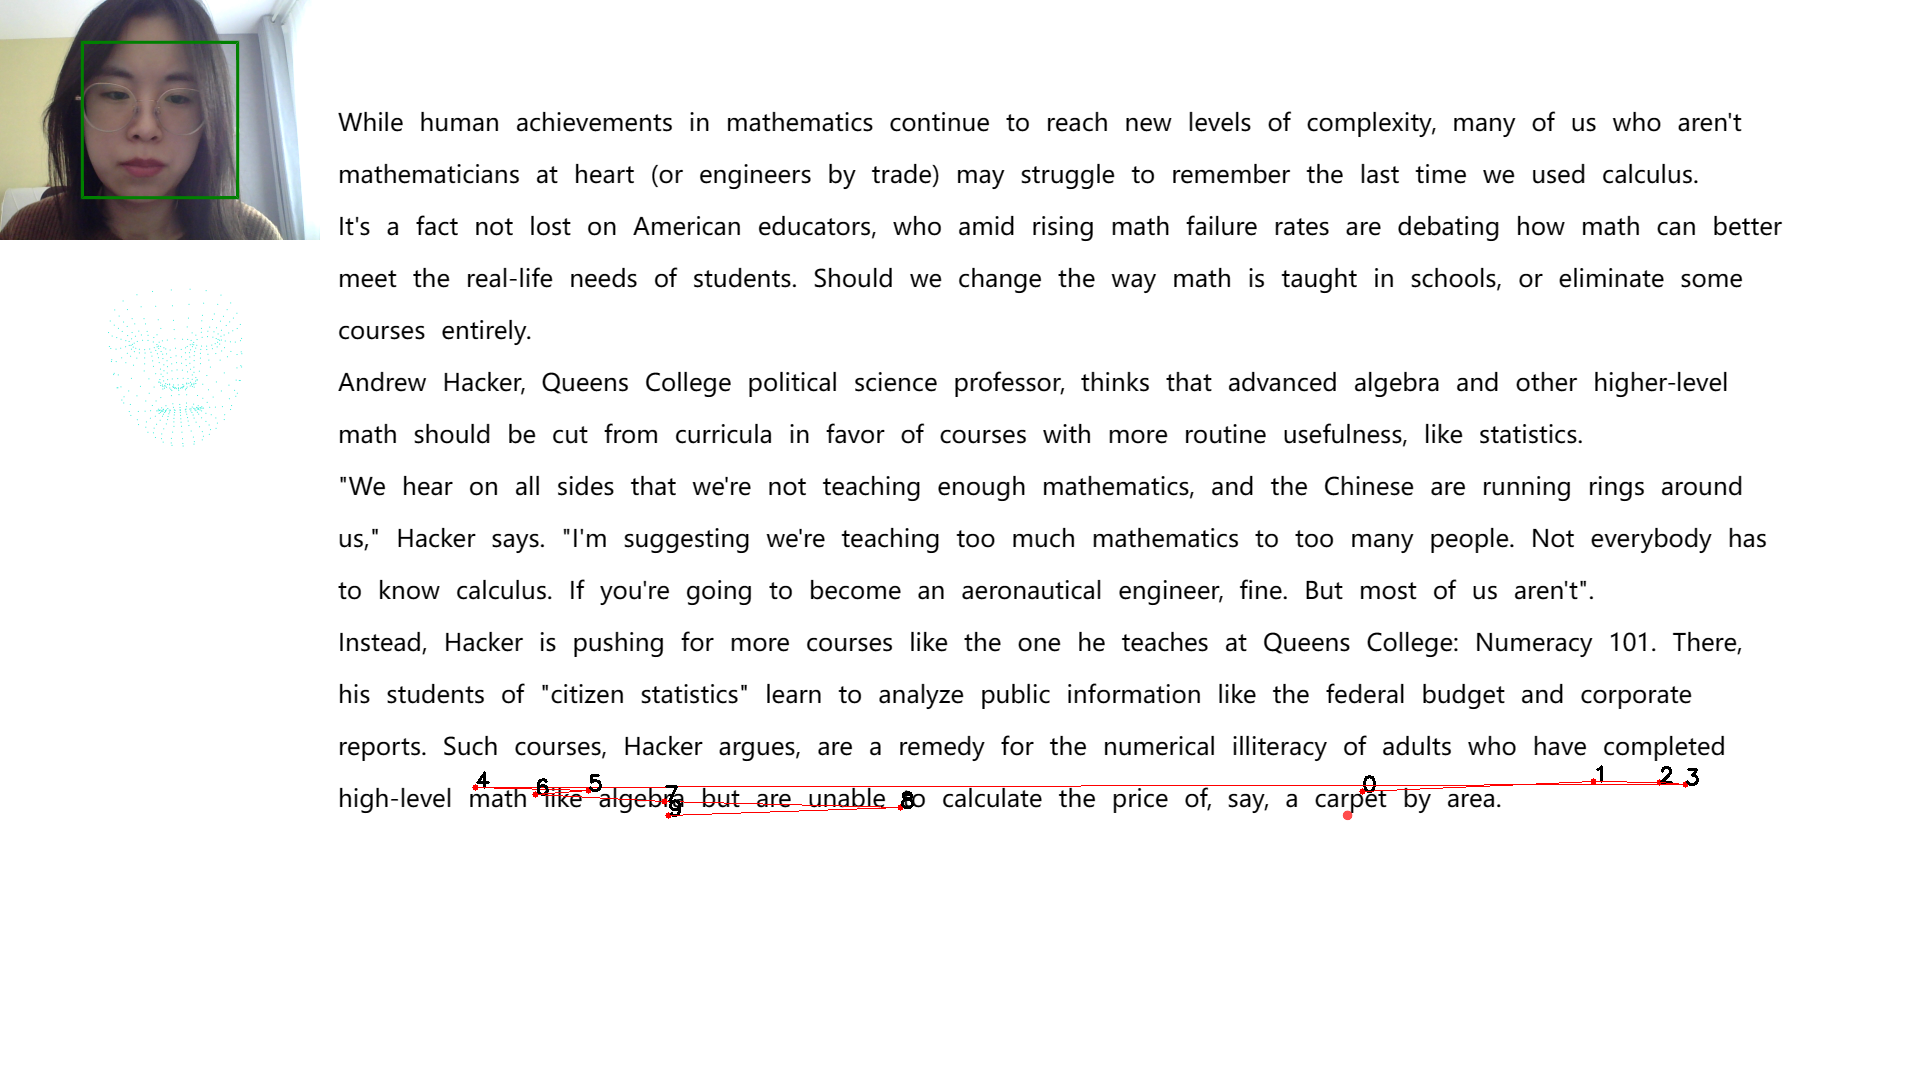 While human achievements in mathematics continue to reach new levels of complexity, many of us who aren't
mathematicians at heart (or engineers by trade) may struggle to remember the last time we used calculus.
It's a fact not lost on American educators, who amid rising math failure rates are debating how math can better
meet the real-life needs of students. Should we change the way math is taught in schools, or eliminate some
courses entirely.
Andrew Hacker, Queens College political science professor, thinks that advanced algebra and other higher-level
math should be cut from curricula in favor of courses with more routine usefulness, like statistics.
"We hear on all sides that we're not teaching enough mathematics, and the Chinese are running rings around
us," Hacker says. "I'm suggesting we're teaching too much mathematics to too many people. Not everybody has
to know calculus. If you're going to become an aeronautical engineer, fine. But most of us aren't".
Instead, Hacker is pushing for more courses like the one he teaches at Queens College: Numeracy 101. There,
his students of "citizen statistics" learn to analyze public information like the federal budget and corporate
reports. Such courses, Hacker argues, are a remedy for the numerical illiteracy of adults who have completed
4 6 5 7 9 8 0 1 2 3
high-level math like algebra but are unable to calculate the price of, say, a carpet by area.